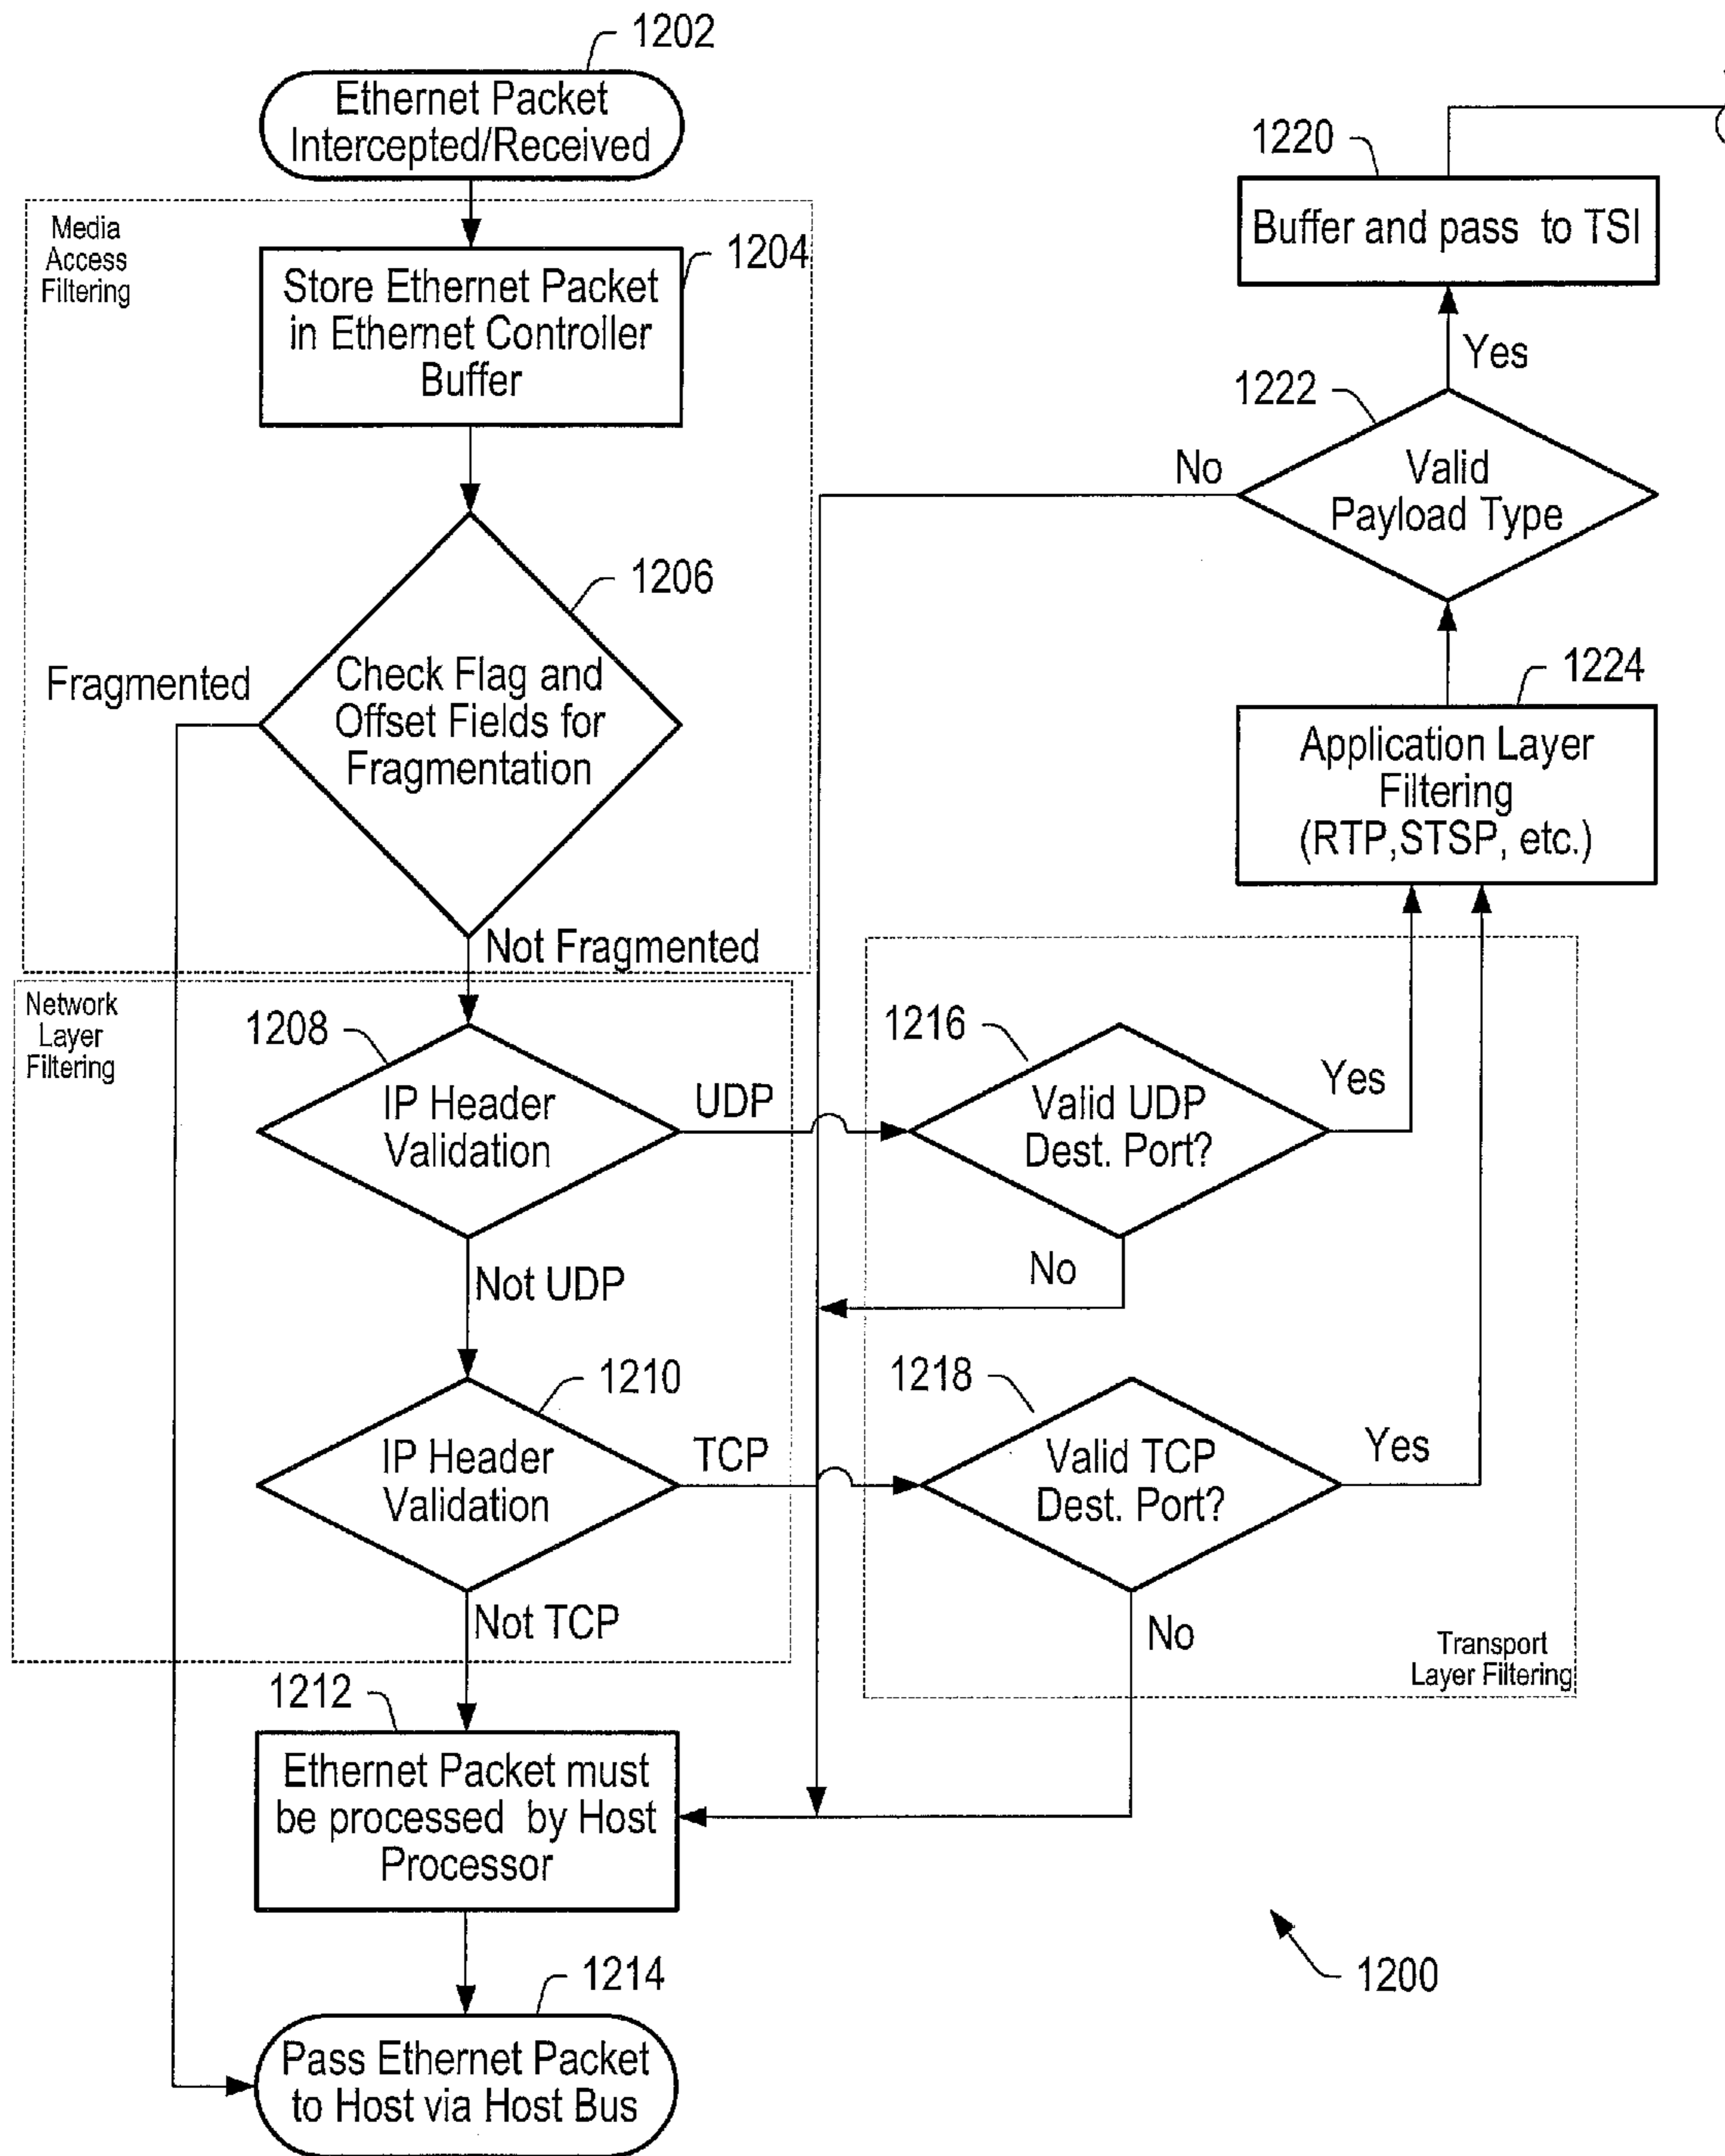 1202
Ethernet Packet
Intercepted/Received
Media
Access
Filtering
1204
Store Ethernet Packet
in Ethernet Controller
Buffer
1206
Fragmented
Check Flag and
Offset Fields for
Fragmentation
Not Fragmented
Network
Layer
Filtering
1208
IP Header
Validation
UDP
Not UDP
1210
IP Header
Validation
TCP
Not TCP
1212
Ethernet Packet must
be processed by Host
Processor
1214
Pass Ethernet Packet
to Host via Host Bus
1220
Buffer and pass to TSI
Yes
1222
No
Valid
Payload Type
1224
Application Layer
Filtering
(RTP,STSP, etc.)
1216
Valid UDP
Dest. Port?
Yes
No
1218
Valid TCP
Dest. Port?
Yes
No
Transport
Layer Filtering
1200